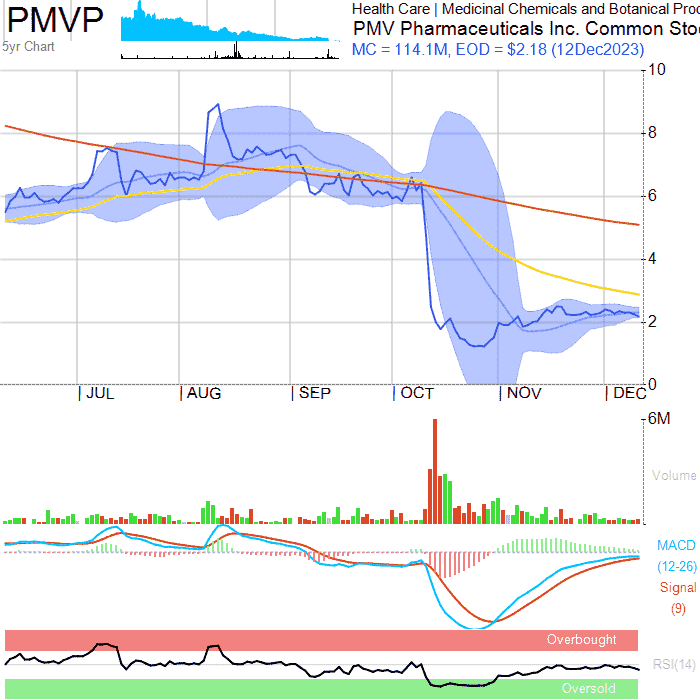 PMVP
5yr Chart
Health Care | Medicinal Chemicals and Botanical Pro
PMV Pharmaceuticals Inc. Common Sto
MC = 114.1M, EOD = $2.18 (12Dec2023)
10
8
6
4
2
0
JUL AUG SEP OCT NOV DEC
6M
Volume
MACD
(12-26)
Signal
(9)
Overbought
RSI(14)
Oversold